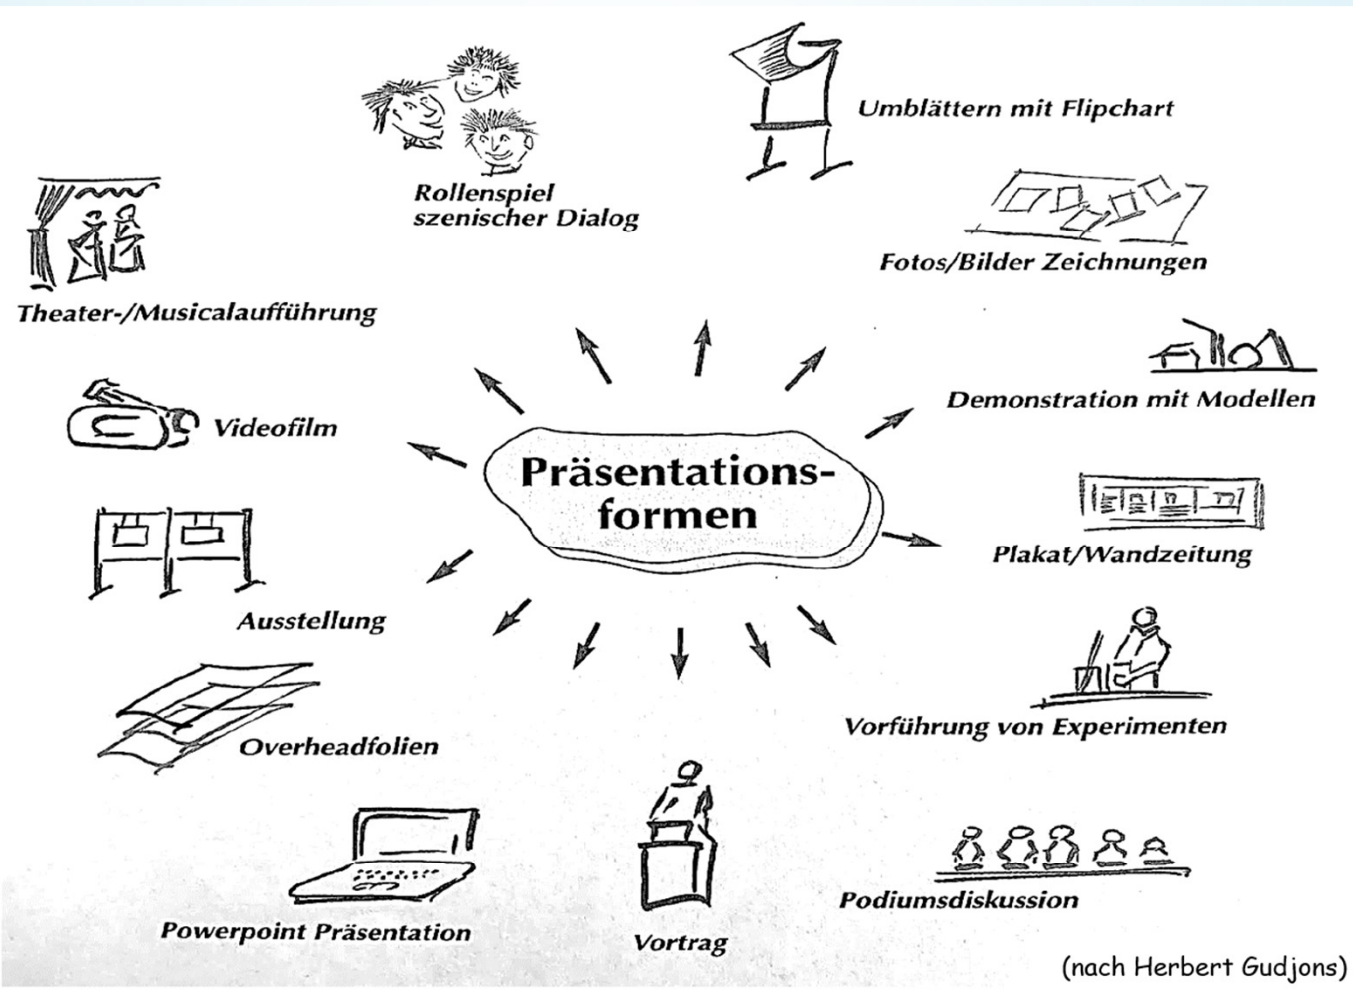 Umblättern mit Flipchart
Rollenspiel
szenischer Dialog
Fotos/Bilder Zeichnungen
Theater-/Musicalaufführung
Demonstration mit Modellen
Videofilm
Präsentations-
formen
Plakat/Wandzeitung
Ausstellung
Vorführung von Experimenten
Overheadfolien
Podiumsdiskussion
Powerpoint Präsentation
Vortrag
(nach Herbert Gudjons)